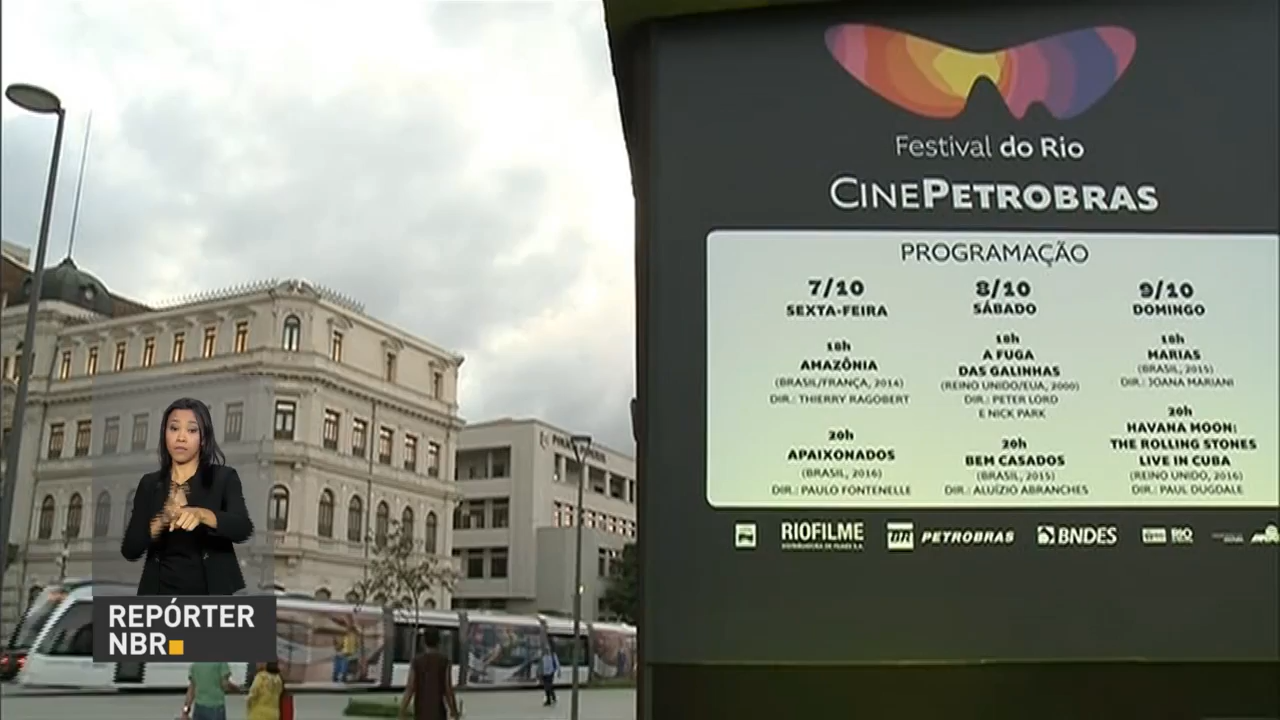 Festival do Rio
CINEPETROBRAS
PROGRAMAÇÃO
7/10
SEXTA-FEIRA
18h
AMAZÔNIA
(BRASIL/FRANÇA, 2014)
DIR.: THIERRY RAGOBERT
20h
APAIXONADOS
(BRASIL, 2016)
DIR.: PAULO FONTENELLE
8/10
SÁBADO
18h
A FUGA
DAS GALINHAS
(REINO UNIDO/EUA, 2000)
DIR.: PETER LORD
E NICK PARK
20h
BEM CASADOS
(BRASIL, 2015)
DIR.: ALUÍZIO ABRANCHES
9/10
DOMINGO
18h
MARIAS
(BRASIL, 2015)
DIR.: JOANA MARIANI
20h
HAVANA MOON:
THE ROLLING STONES
LIVE IN CUBA
(REINO UNIDO, 2016)
DIR.: PAUL DUGDALE
RIOFILME
DISTRIBUIDORA DE FILMES S.A.
BR PETROBRAS
BNDES
RIO
REPÓRTER
NBR